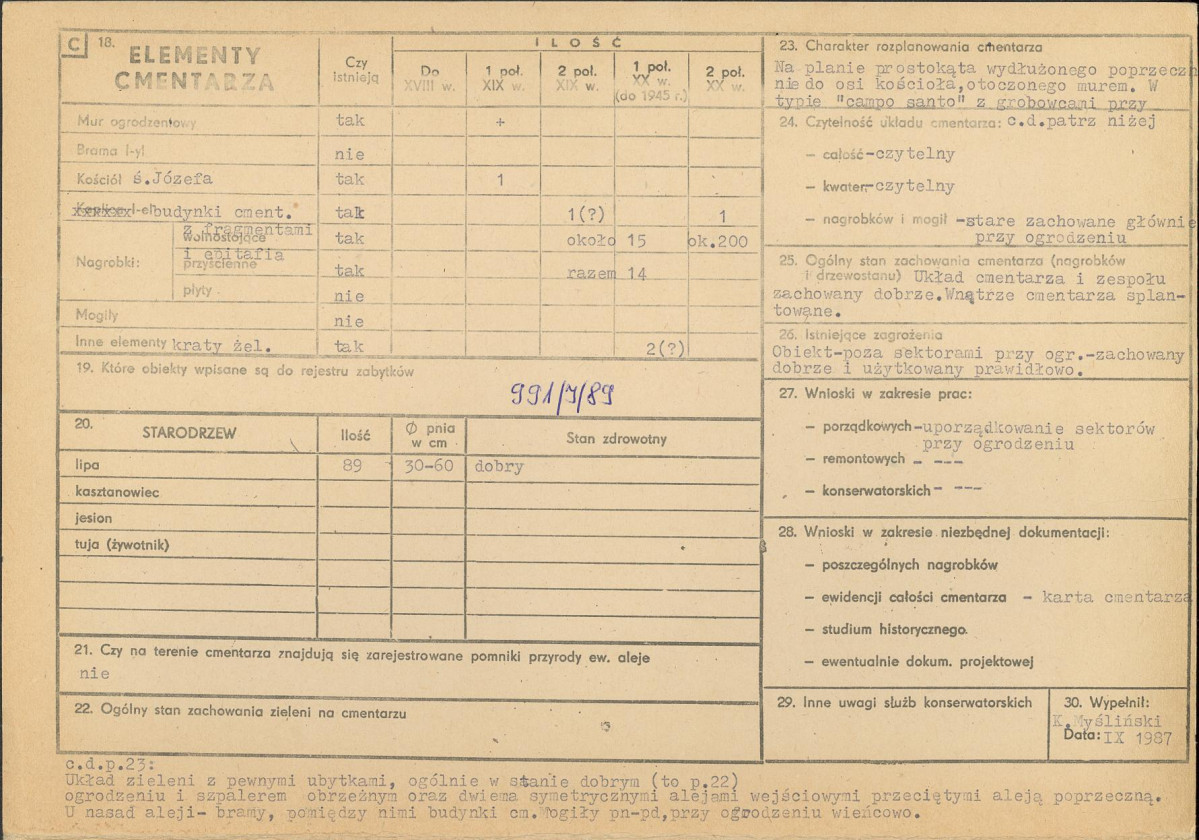 C 18. ELEMENTY CMENTARZA
Czy istnieją
ILOŚĆ
Do XVIII w.
1 poł. XIX w.
2 poł. XIX w.
1 poł. XX w. (do 1945 r.)
2 poł. XX w.
Mur ogrodzeniowy tak +
Brama (-y) nie
Kościół ś.Józefa tak 1
Kaplica (-e) budynki cment. tak 1(?) 1
z fragmentami
Nagrobki: wolnostojące tak około 15 ok.200
i epitafia
przyścienne tak razem 14
płyty nie
Mogiły nie
Inne elementy kraty żel. tak 2(?)
19. Które obiekty wpisane są do rejestru zabytków
991/J/89
20. STARODRZEW Ilość Ø pnia w cm Stan zdrowotny
lipa 89 30-60 dobry
kasztanowiec
jesion
tuja (żywotnik)
21. Czy na terenie cmentarza znajdują się zarejestrowane pomniki przyrody ew. aleje
nie
22. Ogólny stan zachowania zieleni na cmentarzu
23. Charakter rozplanowania cmentarza
Na planie prostokąta wydłużonego poprzeczn
nie do osi kościoła,otoczonego murem. W
typie "campo santo" z grobowcami przy
24. Czytelność układu cmentarza: c.d.patrz niżej
— całość-czytelny
— kwater-czytelny
— nagrobków i mogił -stare zachowane głównie
przy ogrodzeniu
25. Ogólny stan zachowania cmentarza (nagrobków
i drzewostanu) Układ cmentarza i zespołu
zachowany dobrze.Wnątrze cmentarza splan-
towane.
26. Istniejące zagrożenia
Obiekt-poza sektorami przy ogr.-zachowany
dobrze i użytkowany prawidłowo.
27. Wnioski w zakresie prac:
— porządkowych-uporządkowanie sektorów
przy ogrodzeniu
— remontowych - ---
— konserwatorskich - ---
28. Wnioski w zakresie niezbędnej dokumentacji:
— poszczególnych nagrobków
— ewidencji całości cmentarza - karta cmentarza
— studium historycznego.
— ewentualnie dokum. projektowej
29. Inne uwagi służb konserwatorskich
30. Wypełnił:
K.Myśliński
Data: IX 1987
c.d.p.23:
Układ zieleni z pewnymi ubytkami, ogólnie w stanie dobrym (to p.22)
ogrodzeniu i szpalerem obrzeżnym oraz dwiema symetrycznymi alejami wejściowymi przeciętymi aleją poprzeczną.
U nasad aleji- bramy, pomiędzy nimi budynki cm.Mogiły pn-pd,przy ogrodzeniu wieńcowo.